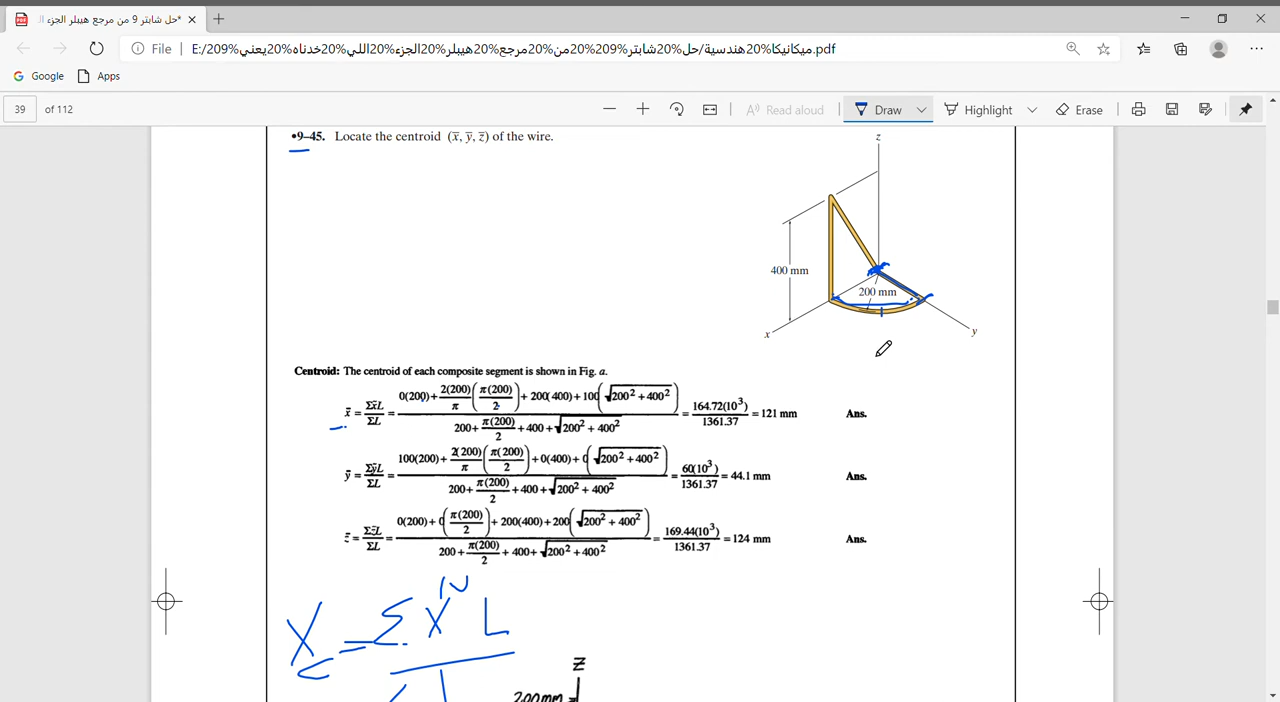 *حل شابتر 9 من مرجع هيبلر الجزء ال
File E:/ميكانيكا%20هندسية/حل%20شابتر%209%20من%20مرجع%20هيبلر%20الجزء%20اللي%20خدناه%20يعني%209.pdf
Google Apps
39 of 112 Read aloud Draw Highlight Erase
•9–45. Locate the centroid (x̄, ȳ, z̄) of the wire.
z
400 mm
200 mm
x
y
Centroid: The centroid of each composite segment is shown in Fig. a.
x̄ = Σx̄L/ΣL = (0(200) + 2(200)/π (π(200)/2) + 200(400) + 100(√200² + 400²)) / (200 + π(200)/2 + 400 + √200² + 400²) = 164.72(10³)/1361.37 = 121 mm Ans.
ȳ = ΣȳL/ΣL = (100(200) + 2(200)/π (π(200)/2) + 0(400) + 0(√200² + 400²)) / (200 + π(200)/2 + 400 + √200² + 400²) = 60(10³)/1361.37 = 44.1 mm Ans.
z̄ = Σz̄L/ΣL = (0(200) + 0(π(200)/2) + 200(400) + 200(√200² + 400²)) / (200 + π(200)/2 + 400 + √200² + 400²) = 169.44(10³)/1361.37 = 124 mm Ans.
X = Σ X L
z
200mm